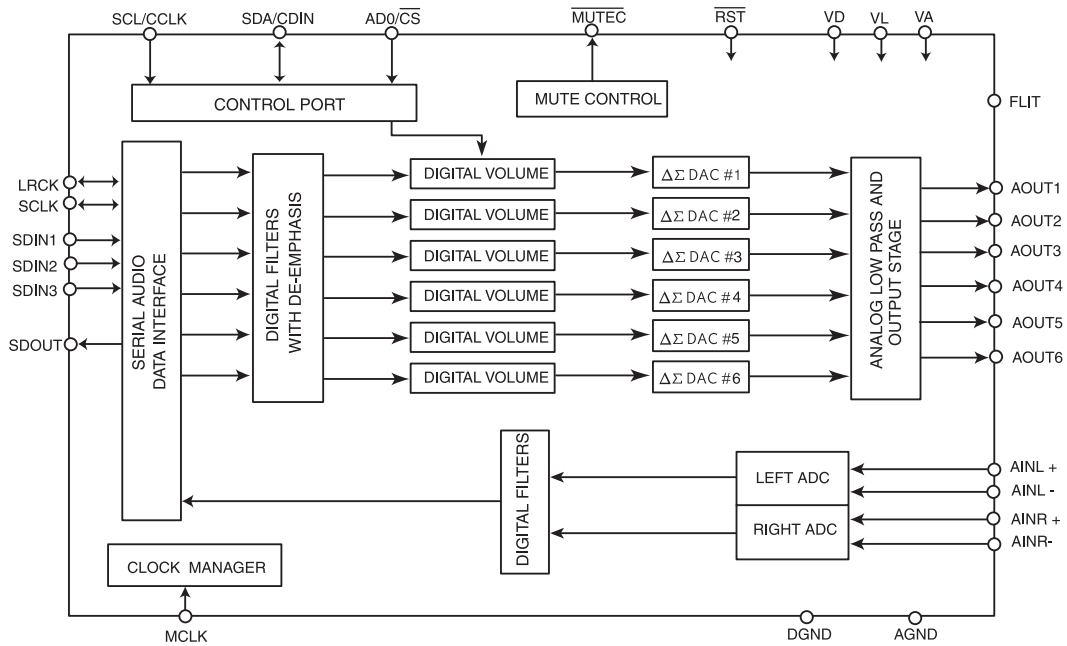 SCL/CCLK
SDA/CDIN
AD0/CS
MUTEC
RST
VD
VL
VA
CONTROL PORT
MUTE CONTROL
FLIT
LRCK
SCLK
SDIN1
SDIN2
SDIN3
SDOUT
SERIAL AUDIO
DATA INTERFACE
DIGITAL FILTERS
WITH DE-EMPHASIS
DIGITAL VOLUME
ΔΣ DAC #1
DIGITAL VOLUME
ΔΣ DAC #2
DIGITAL VOLUME
ΔΣ DAC #3
DIGITAL VOLUME
ΔΣ DAC #4
DIGITAL VOLUME
ΔΣ DAC #5
DIGITAL VOLUME
ΔΣ DAC #6
ANALOG LOW PASS AND
OUTPUT STAGE
AOUT1
AOUT2
AOUT3
AOUT4
AOUT5
AOUT6
DIGITAL FILTERS
LEFT ADC
RIGHT ADC
AINL +
AINL -
AINR +
AINR-
CLOCK MANAGER
MCLK
DGND
AGND